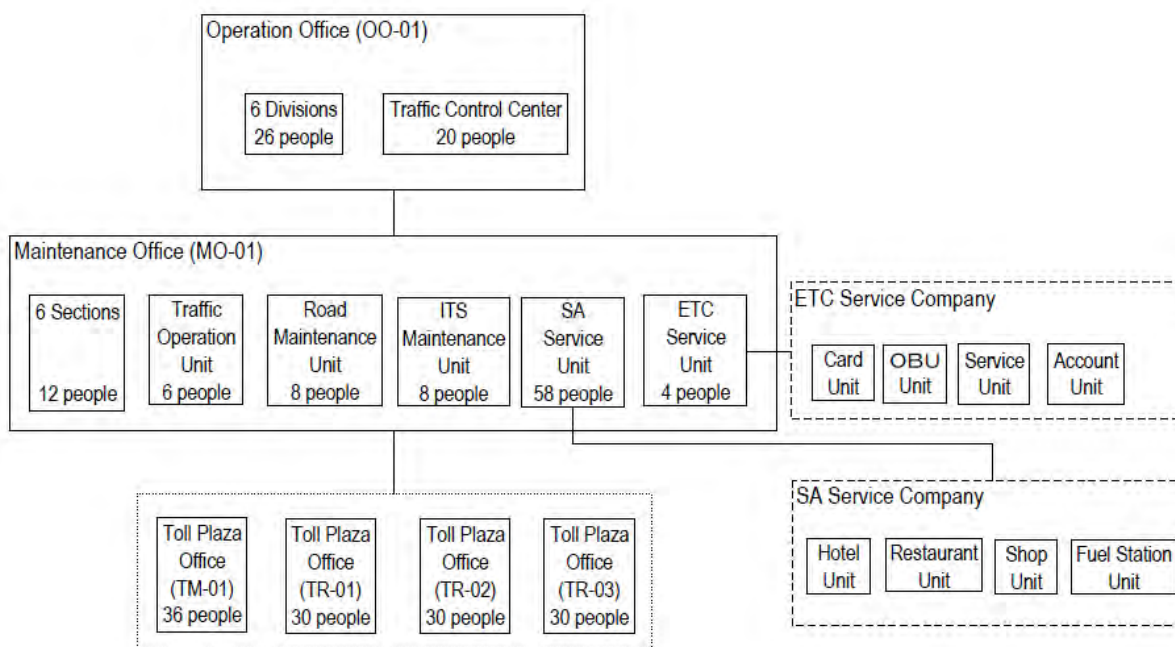 Operation Office (OO-01)
6 Divisions
26 people
Traffic Control Center
20 people
Maintenance Office (MO-01)
6 Sections
12 people
Traffic
Operation
Unit
6 people
Road
Maintenance
Unit
8 people
ITS
Maintenance
Unit
8 people
SA
Service
Unit
58 people
ETC
Service
Unit
4 people
ETC Service Company
Card
Unit
OBU
Unit
Service
Unit
Account
Unit
Toll Plaza
Office
(TM-01)
36 people
Toll Plaza
Office
(TR-01)
30 people
Toll Plaza
Office
(TR-02)
30 people
Toll Plaza
Office
(TR-03)
30 people
SA Service Company
Hotel
Unit
Restaurant
Unit
Shop
Unit
Fuel Station
Unit